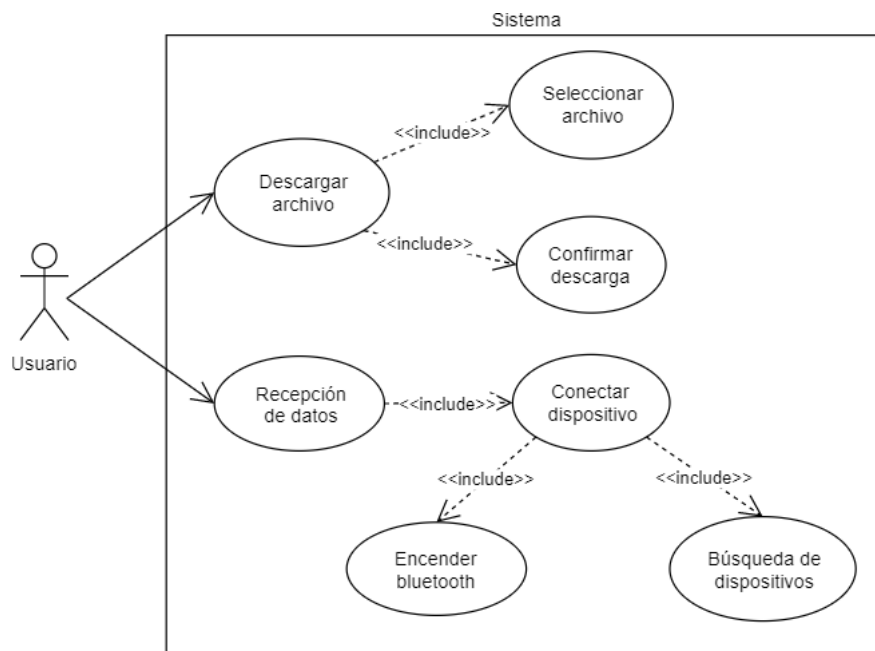 Sistema
Seleccionar
archivo
<<include>>
Descargar
archivo
<<include>>
Confirmar
descarga
Usuario
Recepción
de datos
<<include>>
Conectar
dispositivo
<<include>>
<<include>>
Encender
bluetooth
Búsqueda de
dispositivos